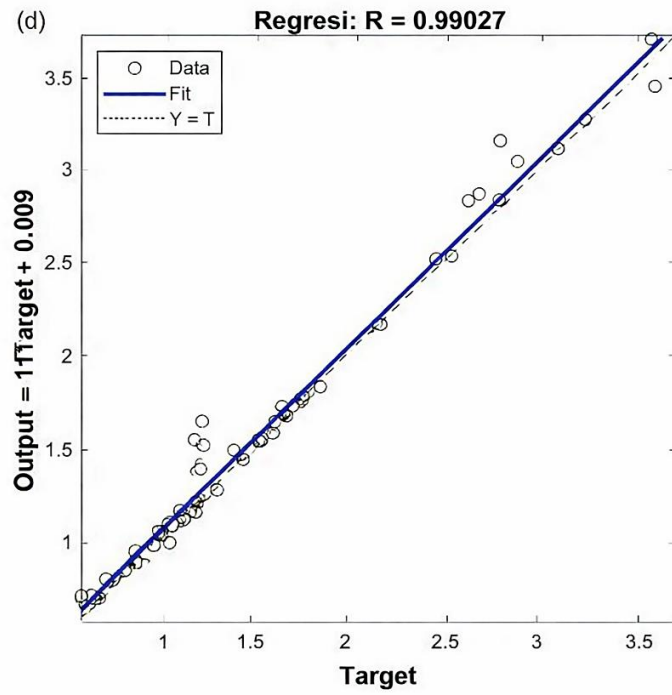 (d)
Regresi: R = 0.99027
Data
Fit
Y = T
3.5
3
2.5
2
1.5
1
Output = Target + 0.009
1
1.5
2
2.5
3
3.5
Target